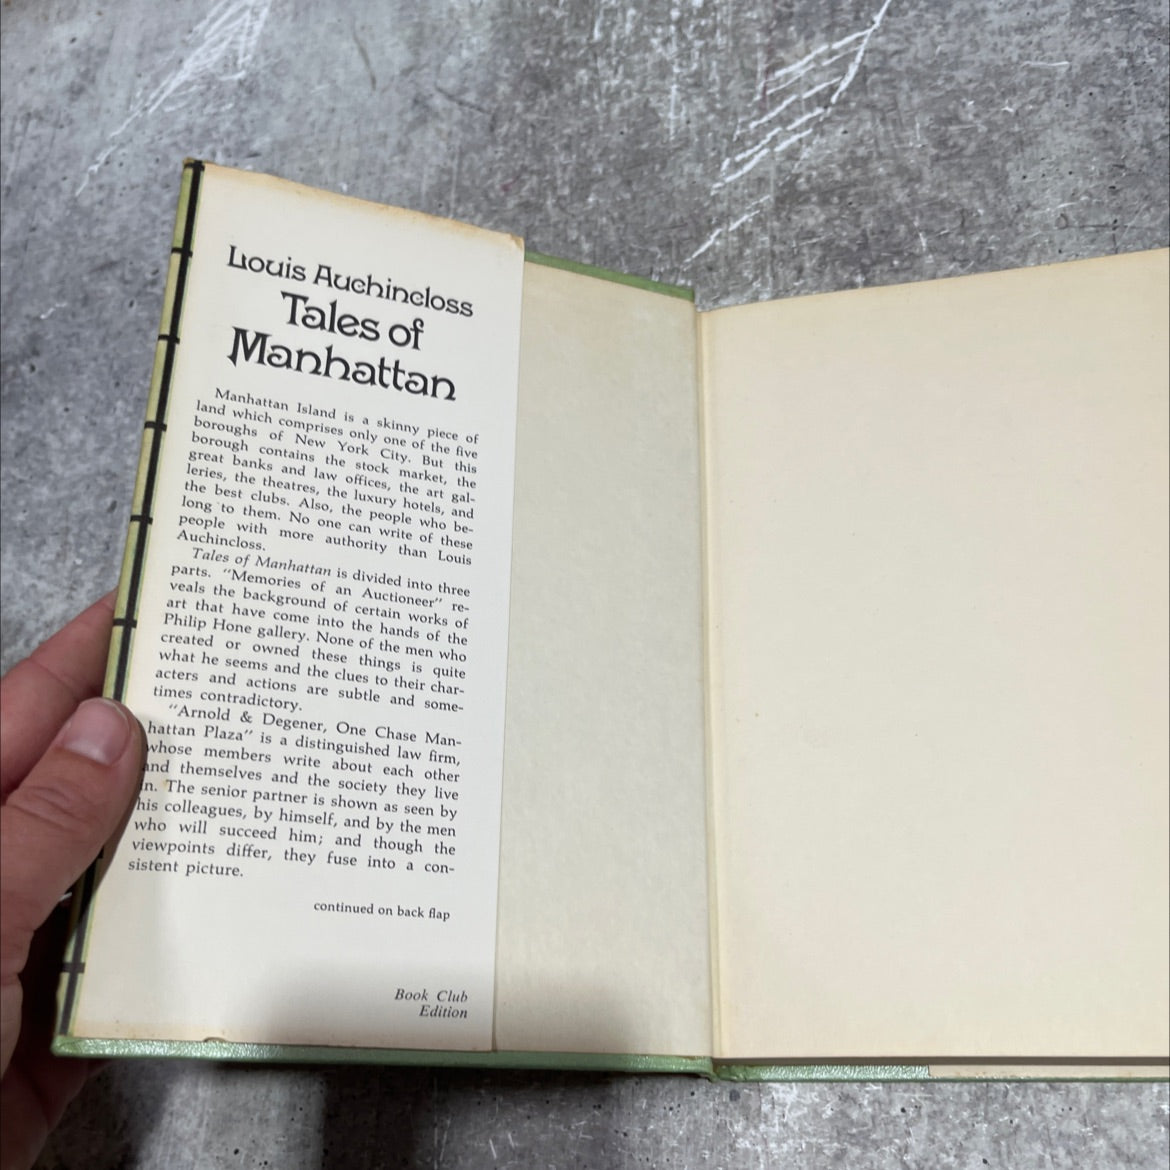 Louis Auchincloss
Tales of
Manhattan
Manhattan Island is a skinny piece of
land which comprises only one of the five
boroughs of New York City. But this
borough contains the stock market, the
great banks and law offices, the art gal-
leries, the theatres, the luxury hotels, and
the best clubs. Also, the people who be-
long to them. No one can write of these
people with more authority than Louis
Auchincloss.
Tales of Manhattan is divided into three
parts. "Memories of an Auctioneer" re-
veals the background of certain works of
art that have come into the hands of the
Philip Hone gallery. None of the men who
created or owned these things is quite
what he seems and the clues to their char-
acters and actions are subtle and some-
times contradictory.
"Arnold & Degener, One Chase Man-
hattan Plaza" is a distinguished law firm,
whose members write about each other
and themselves and the society they live
in. The senior partner is shown as seen by
his colleagues, by himself, and by the men
who will succeed him; and though the
viewpoints differ, they fuse into a con-
sistent picture.
continued on back flap
Book Club
Edition